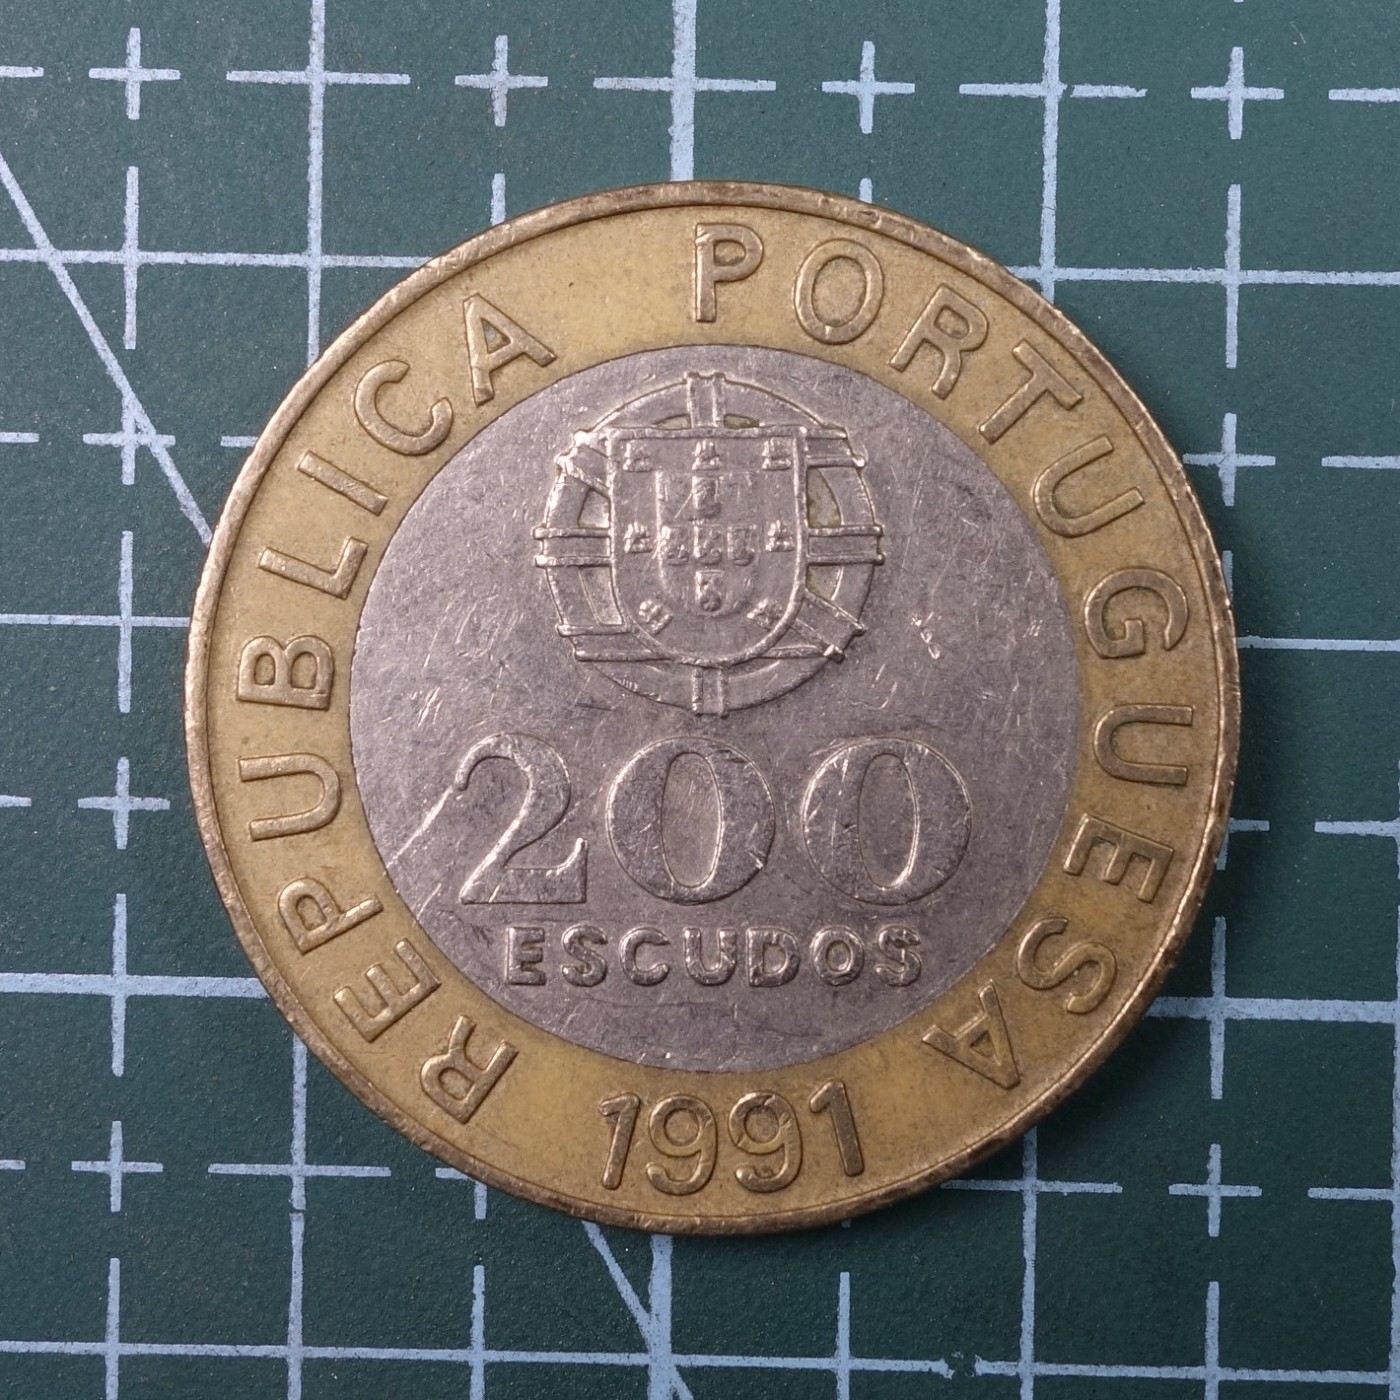 REPUBLICA PORTUGUESA
200
ESCUDOS
1991